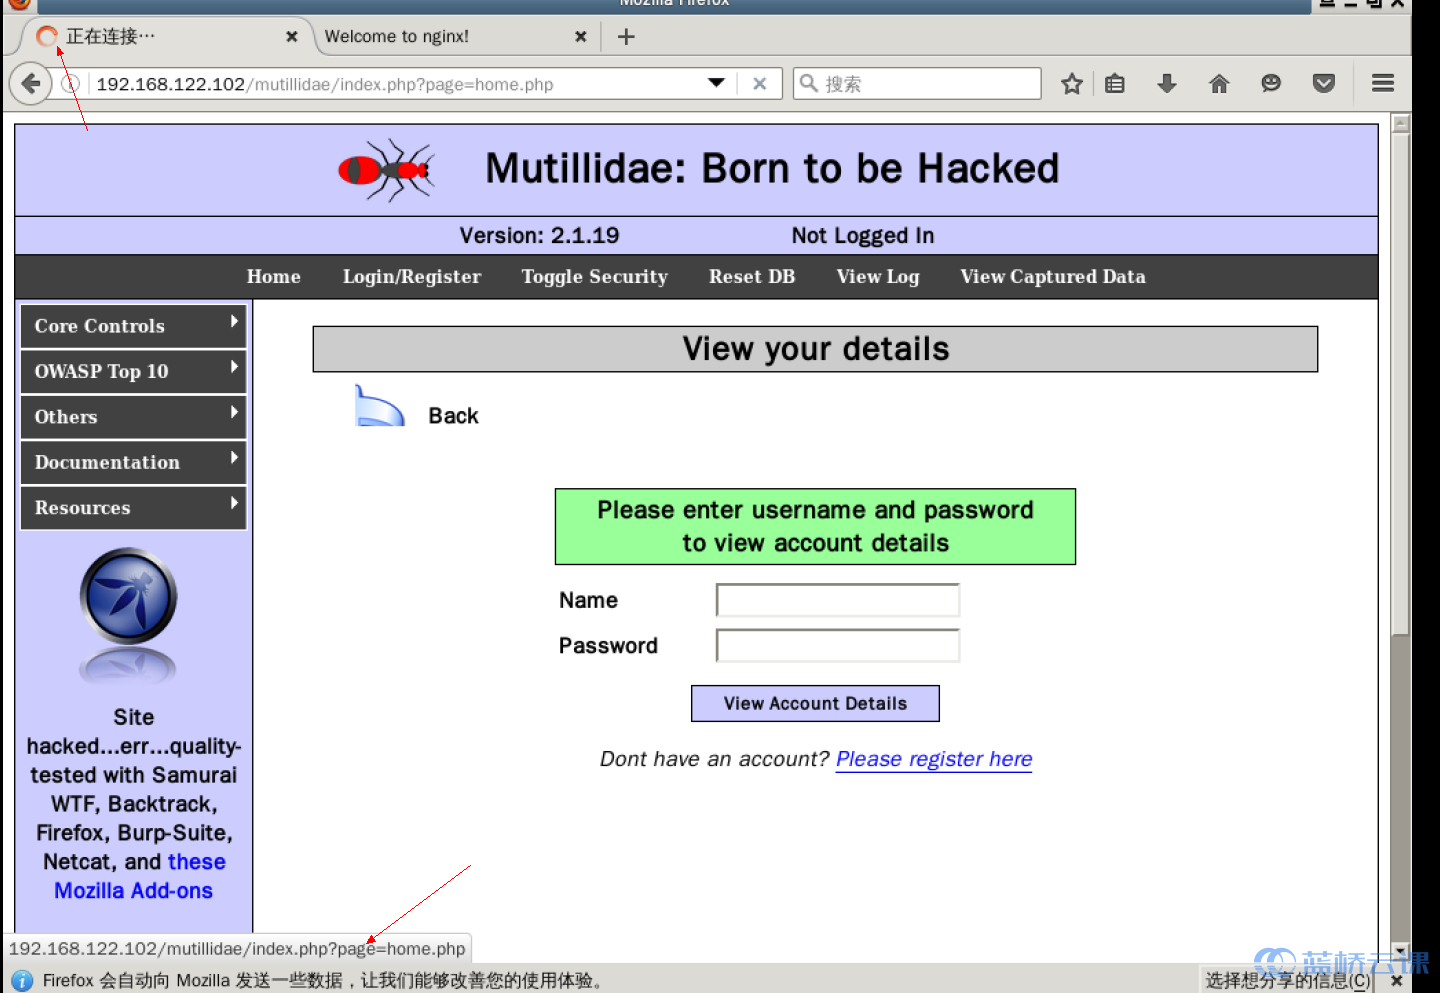 Mozilla Firefox
正在连接…
Welcome to nginx!
192.168.122.102/mutillidae/index.php?page=home.php
搜索
Mutillidae: Born to be Hacked
Version: 2.1.19
Not Logged In
Home
Login/Register
Toggle Security
Reset DB
View Log
View Captured Data
Core Controls
OWASP Top 10
Others
Documentation
Resources
Site
hacked...err...quality-
tested with Samurai
WTF, Backtrack,
Firefox, Burp-Suite,
Netcat, and these
Mozilla Add-ons
View your details
Back
Please enter username and password
to view account details
Name
Password
View Account Details
Dont have an account? Please register here
192.168.122.102/mutillidae/index.php?page=home.php
Firefox 会自动向 Mozilla 发送一些数据，让我们能够改善您的使用体验。
选择想分享的信息(C)
蓝桥云课